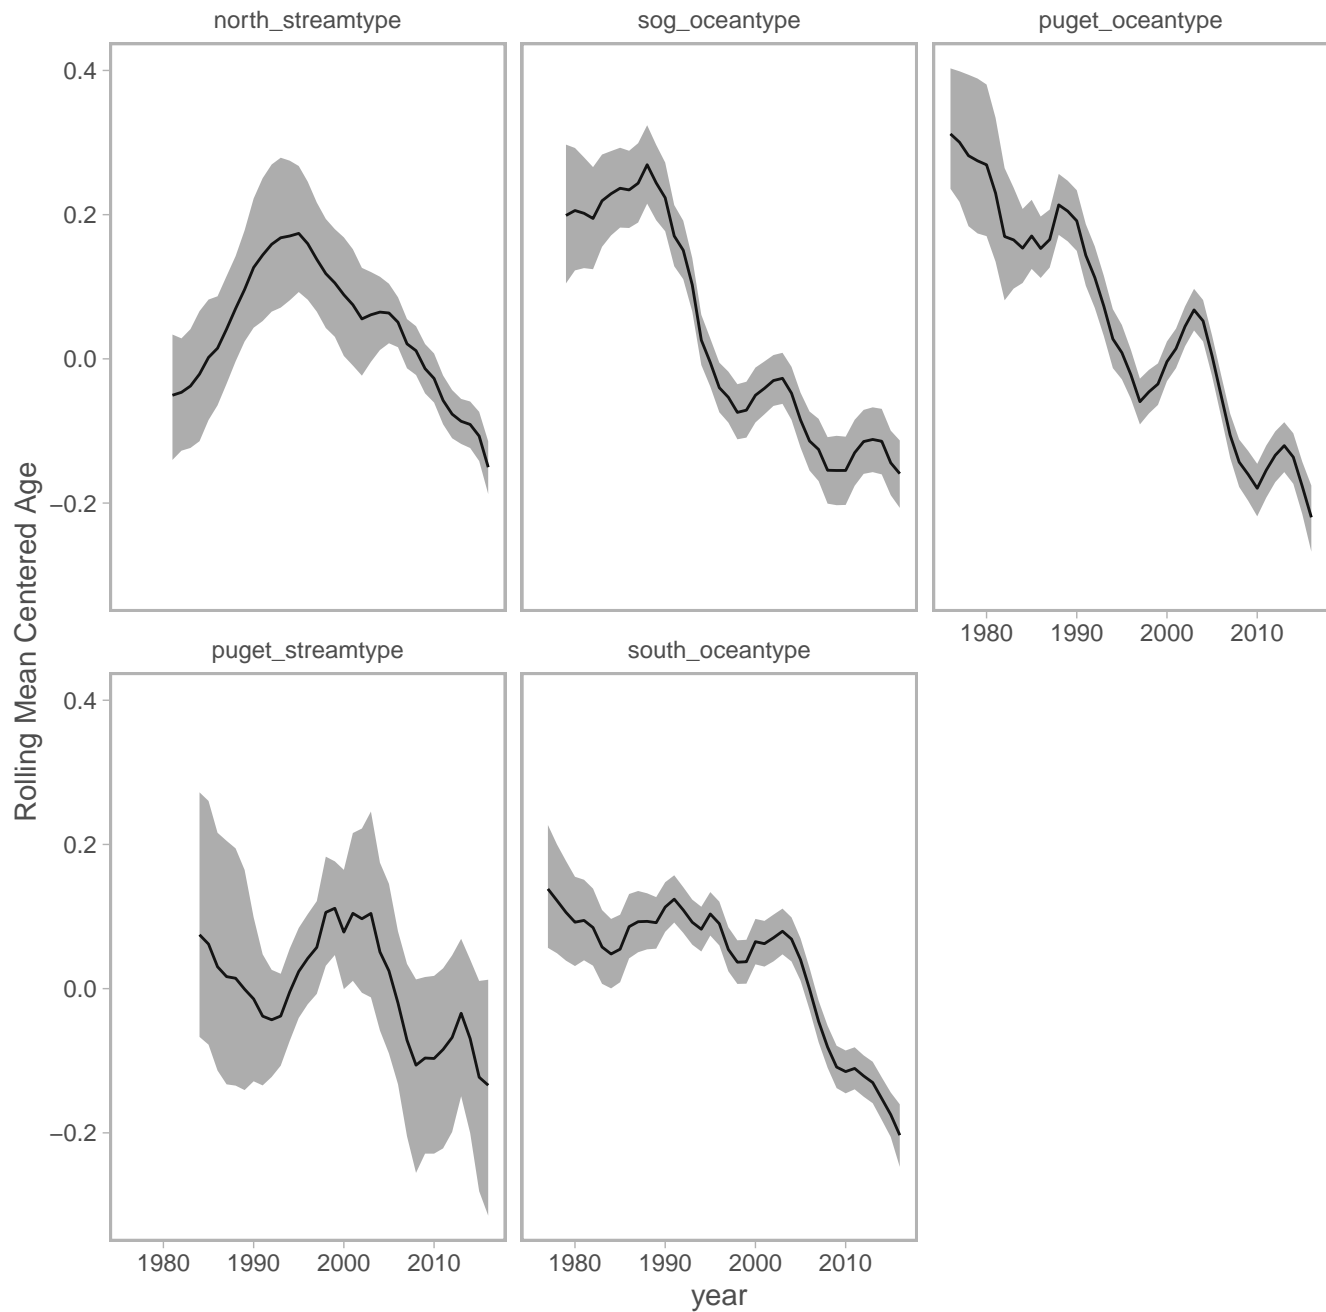 north_streamtype
sog_oceantype
puget_oceantype
0.4
0.2
0.0
−0.2
1980
1990
2000
2010
puget_streamtype
south_oceantype
0.4
0.2
0.0
−0.2
1980
1990
2000
2010
1980
1990
2000
2010
year
Rolling Mean Centered Age